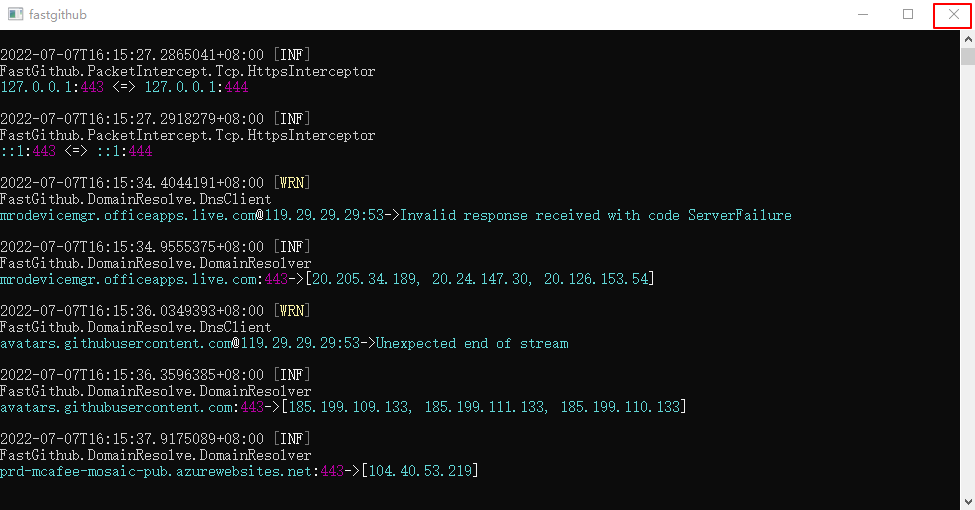 fastgithub
2022-07-07T16:15:27.2865041+08:00 [INF]
FastGithub.PacketIntercept.Tcp.HttpsInterceptor
127.0.0.1:443 <=> 127.0.0.1:444
2022-07-07T16:15:27.2918279+08:00 [INF]
FastGithub.PacketIntercept.Tcp.HttpsInterceptor
::1:443 <=> ::1:444
2022-07-07T16:15:34.4044191+08:00 [WRN]
FastGithub.DomainResolve.DnsClient
mrodevicemgr.officeapps.live.com@119.29.29.29:53->Invalid response received with code ServerFailure
2022-07-07T16:15:34.9555375+08:00 [INF]
FastGithub.DomainResolve.DomainResolver
mrodevicemgr.officeapps.live.com:443->[20.205.34.189, 20.24.147.30, 20.126.153.54]
2022-07-07T16:15:36.0349393+08:00 [WRN]
FastGithub.DomainResolve.DnsClient
avatars.githubusercontent.com@119.29.29.29:53->Unexpected end of stream
2022-07-07T16:15:36.3596385+08:00 [INF]
FastGithub.DomainResolve.DomainResolver
avatars.githubusercontent.com:443->[185.199.109.133, 185.199.111.133, 185.199.110.133]
2022-07-07T16:15:37.9175089+08:00 [INF]
FastGithub.DomainResolve.DomainResolver
prd-mcafee-mosaic-pub.azurewebsites.net:443->[104.40.53.219]